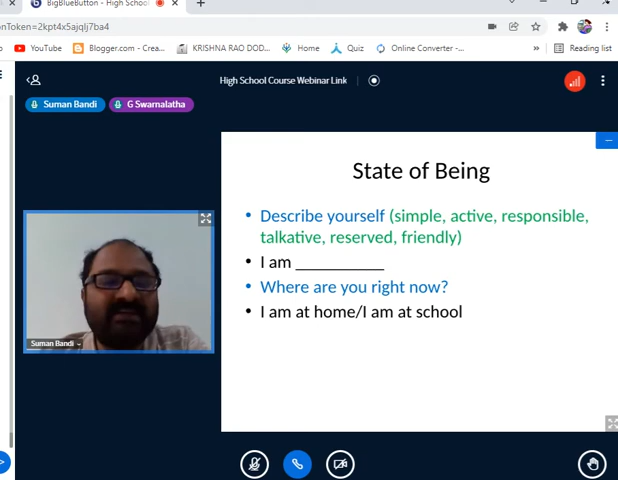 BigBlueButton - High School
onToken=2kpt4x5ajqlj7ba4
YouTube
Blogger.com - Crea...
KRISHNA RAO DOD...
Home
Quiz
Online Converter -...
»
Reading list
High School Course Webinar Link
Suman Bandi
G Swarnalatha
State of Being
• Describe yourself (simple, active, responsible,
talkative, reserved, friendly)
• I am __________
• Where are you right now?
• I am at home/I am at school
Suman Bandi